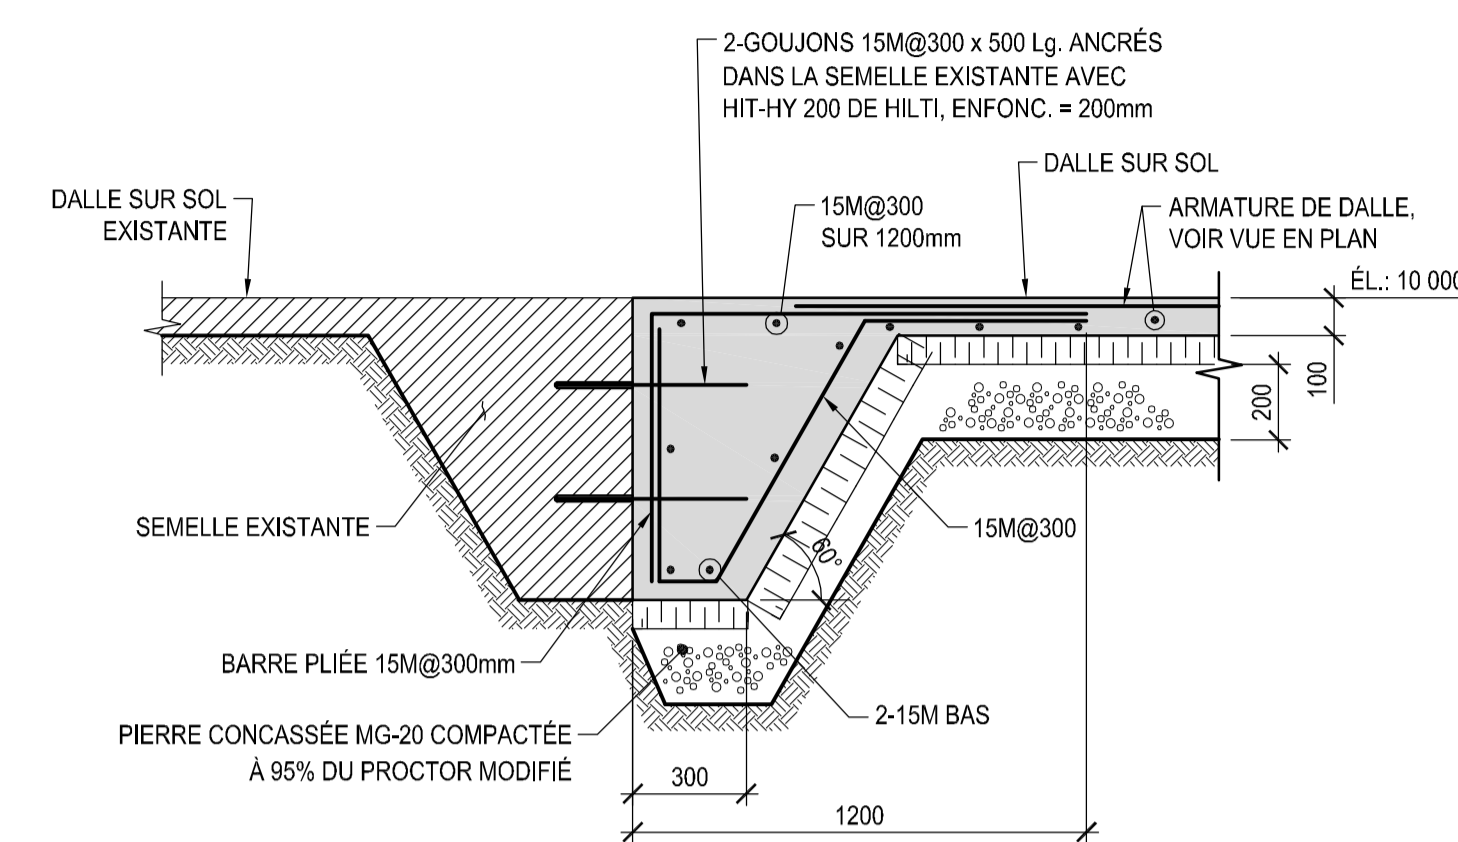 2-GOUJONS 15M@300 x 500 Lg. ANCRÉS
DANS LA SEMELLE EXISTANTE AVEC
HIT-HY 200 DE HILTI, ENFONC. = 200mm
DALLE SUR SOL
DALLE SUR SOL
EXISTANTE
15M@300
SUR 1200mm
ARMATURE DE DALLE,
VOIR VUE EN PLAN
ÉL.: 10 000
100
200
SEMELLE EXISTANTE
15M@300
60°
BARRE PLIÉE 15M@300mm
2-15M BAS
PIERRE CONCASSÉE MG-20 COMPACTÉE
À 95% DU PROCTOR MODIFIÉ
300
1200